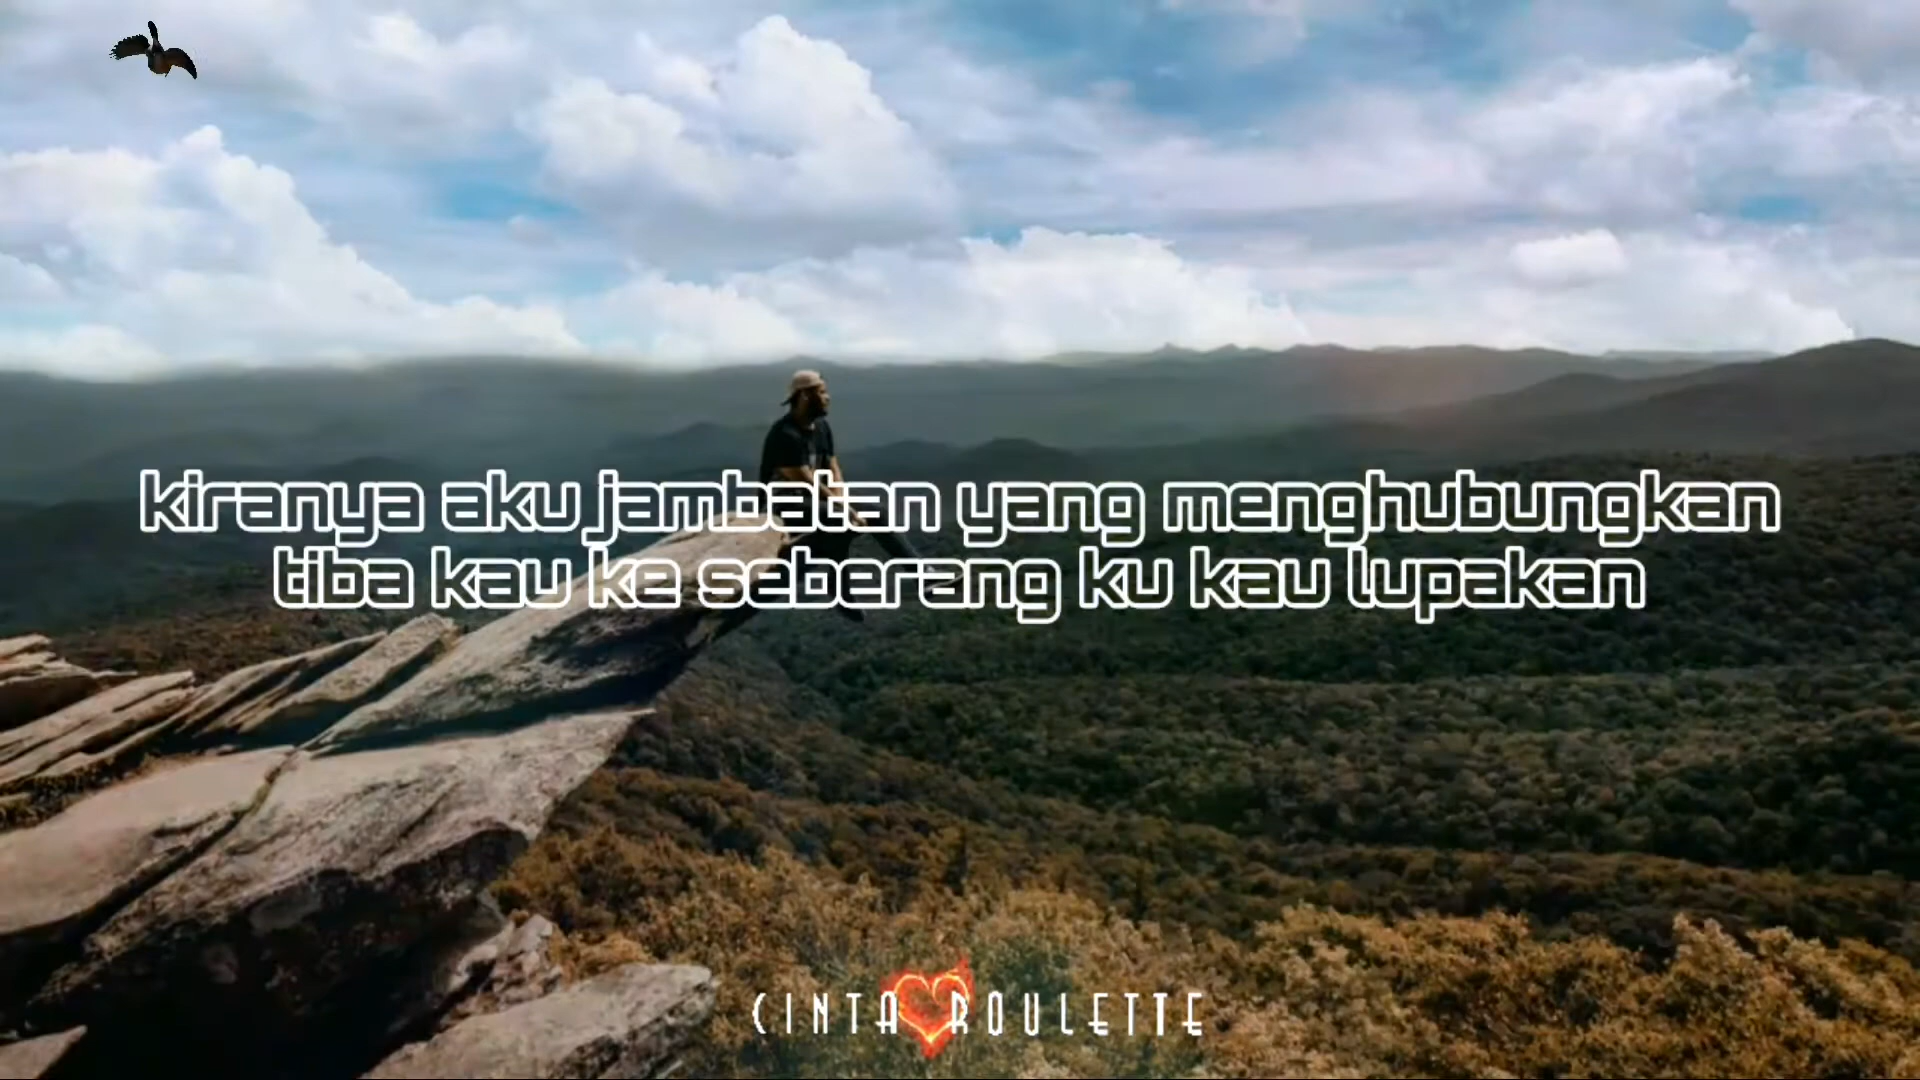 kiranya aku jambatan yang menghubungkan
tiba kau ke seberang ku kau lupakan
CINTA ROULETTE